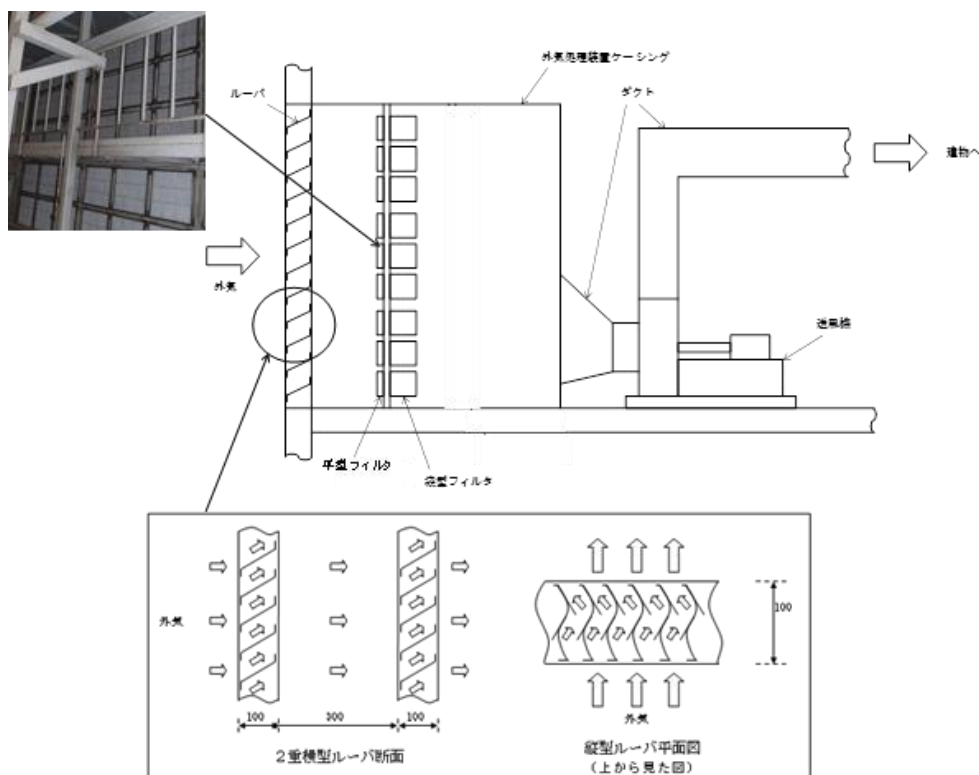 外気処理装置ケーシング
ルーバ
ダクト
建物へ
外気
送風機
平型フィルタ
袋型フィルタ
外気
100
300
100
2重横型ルーバ断面
100
外気
縦型ルーバ平面図
(上から見た図)